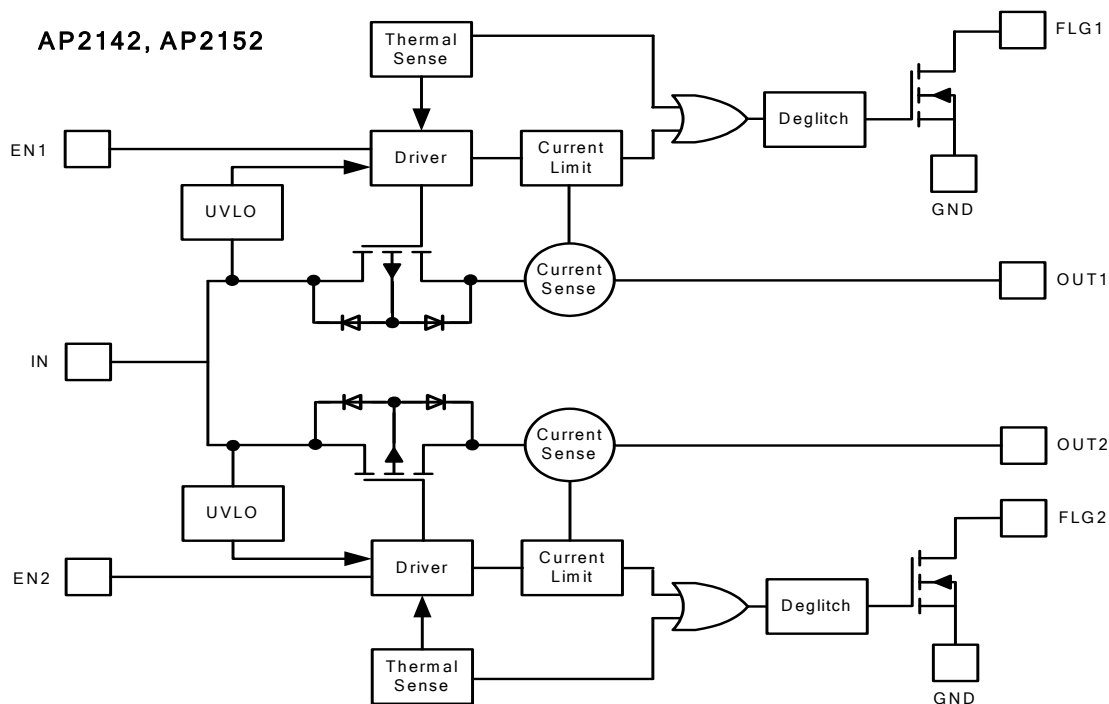 AP2142, AP2152
Thermal
Sense
FLG1
EN1
Driver
Current
Limit
Deglitch
GND
UVLO
Current
Sense
OUT1
IN
Current
Sense
OUT2
UVLO
FLG2
EN2
Driver
Current
Limit
Deglitch
Thermal
Sense
GND